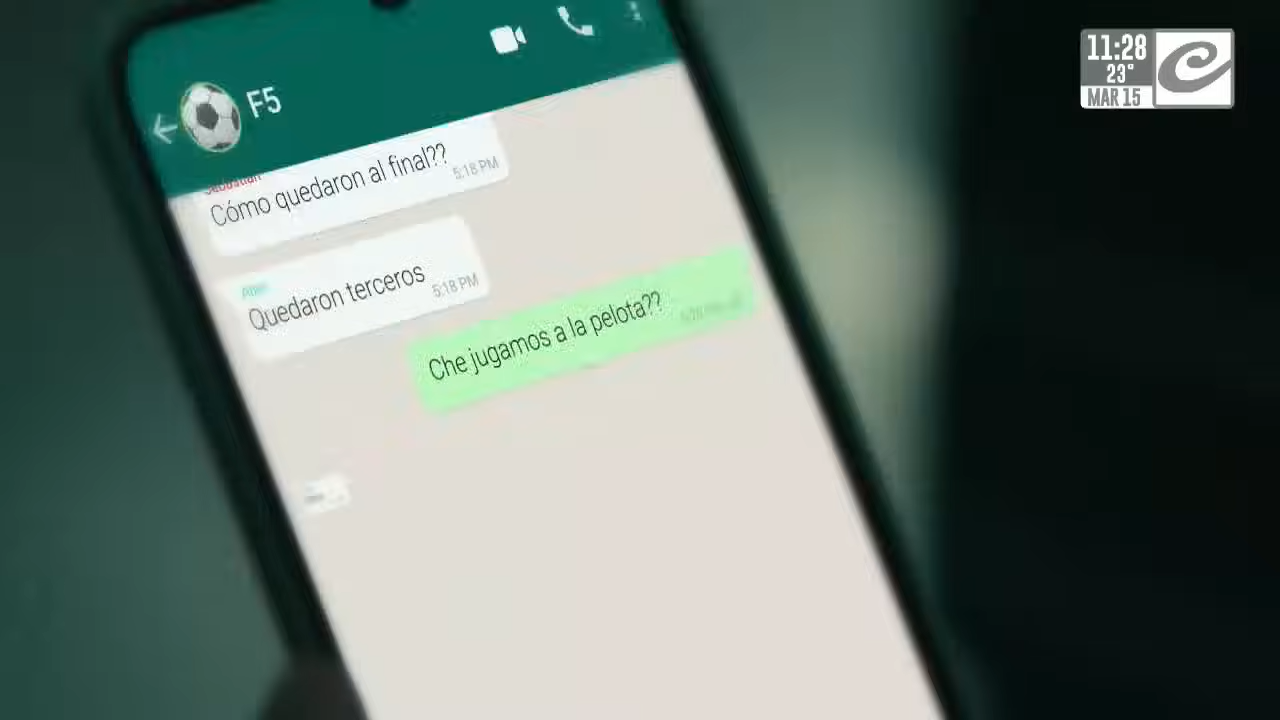 11:28
23°
MAR 15
F5
Sebastián
Cómo quedaron al final??
5:18 PM
Quedaron terceros
5:18 PM
Che jugamos a la pelota??